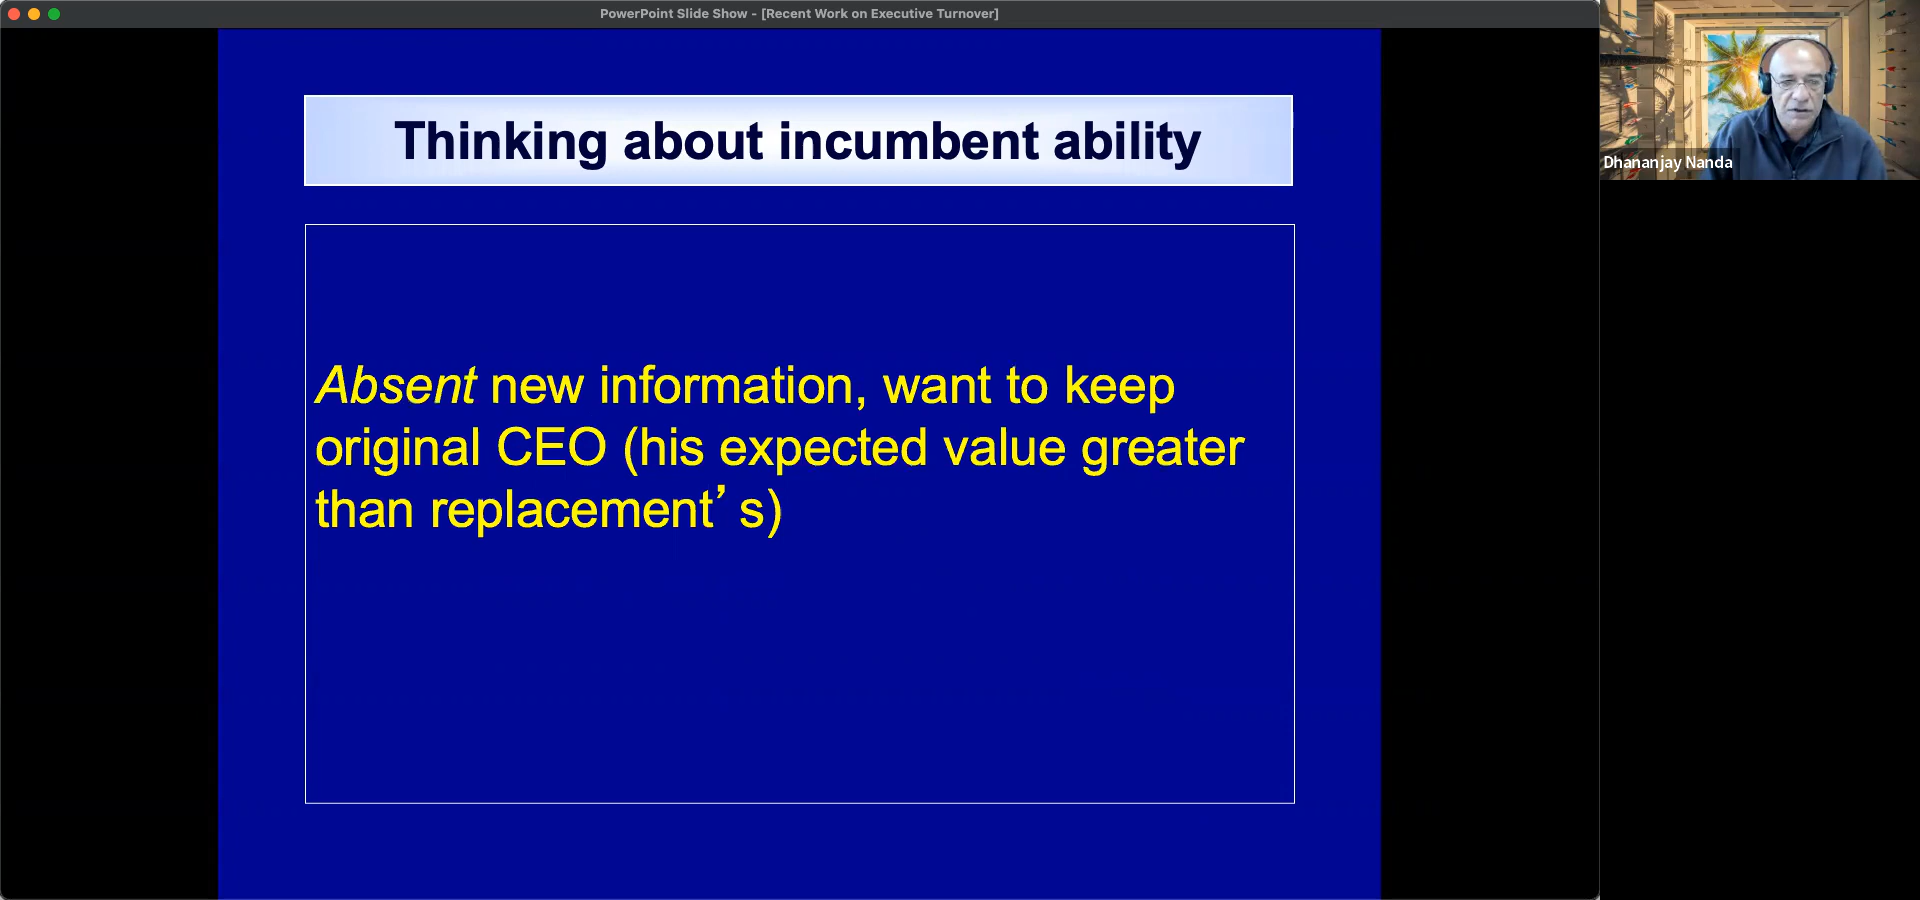 PowerPoint Slide Show - [Recent Work on Executive Turnover]
Thinking about incumbent ability
Absent new information, want to keep
original CEO (his expected value greater
than replacement’ s)
Dhananjay Nanda